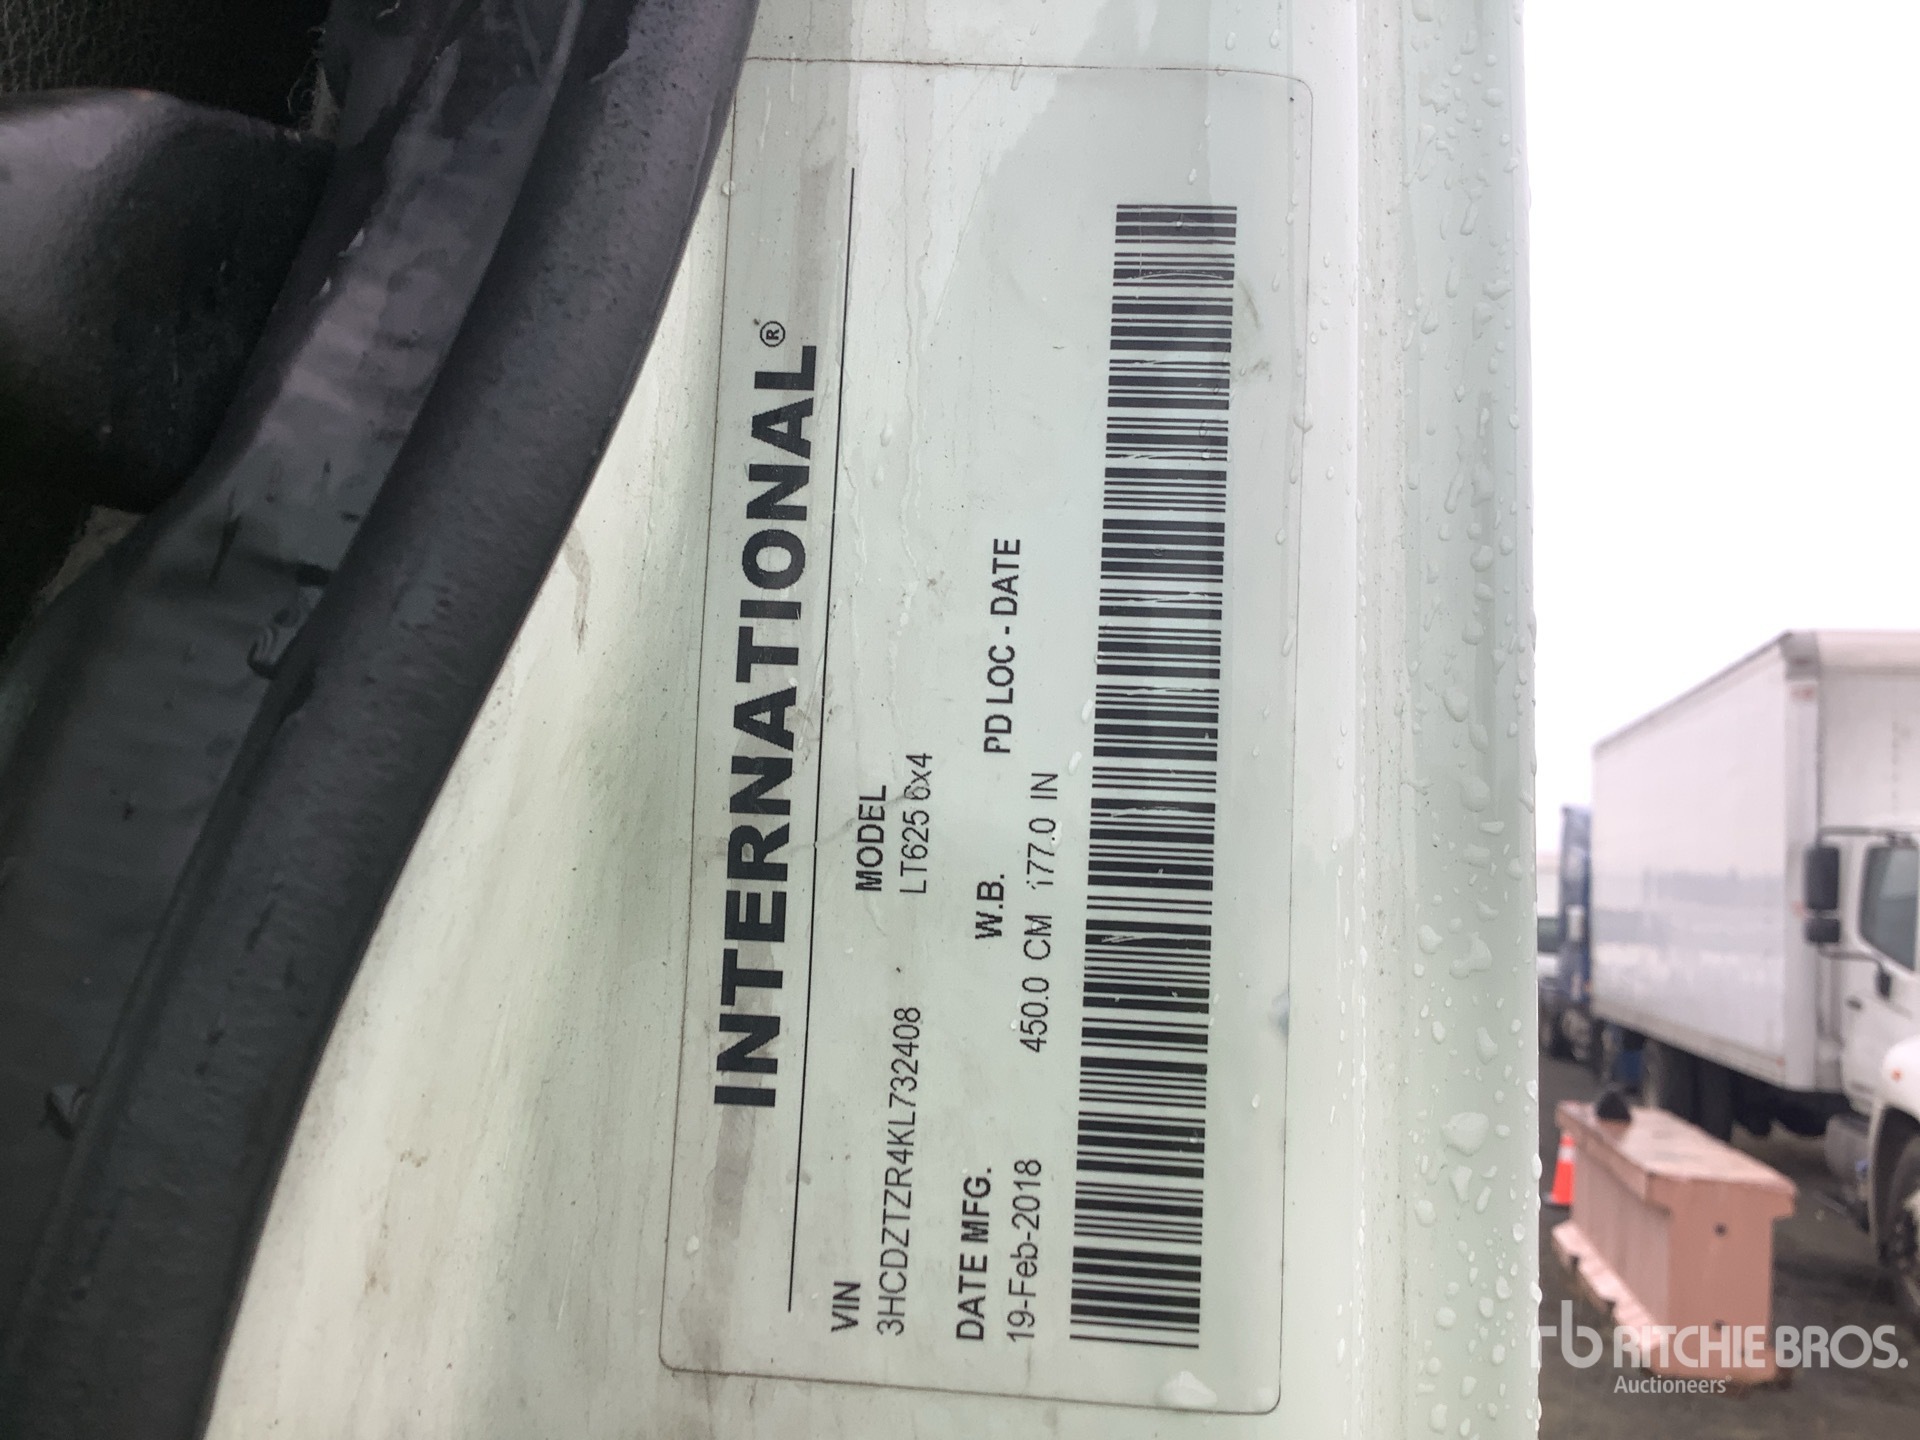 INTERNATIONAL®
VIN MODEL
3HCDZTZR4KL732408 LT625 6x4
DATE MFG. W.B. PD LOC - DATE
19-Feb-2018 450.0 CM 177.0 IN
rb RITCHIE BROS.
Auctioneers